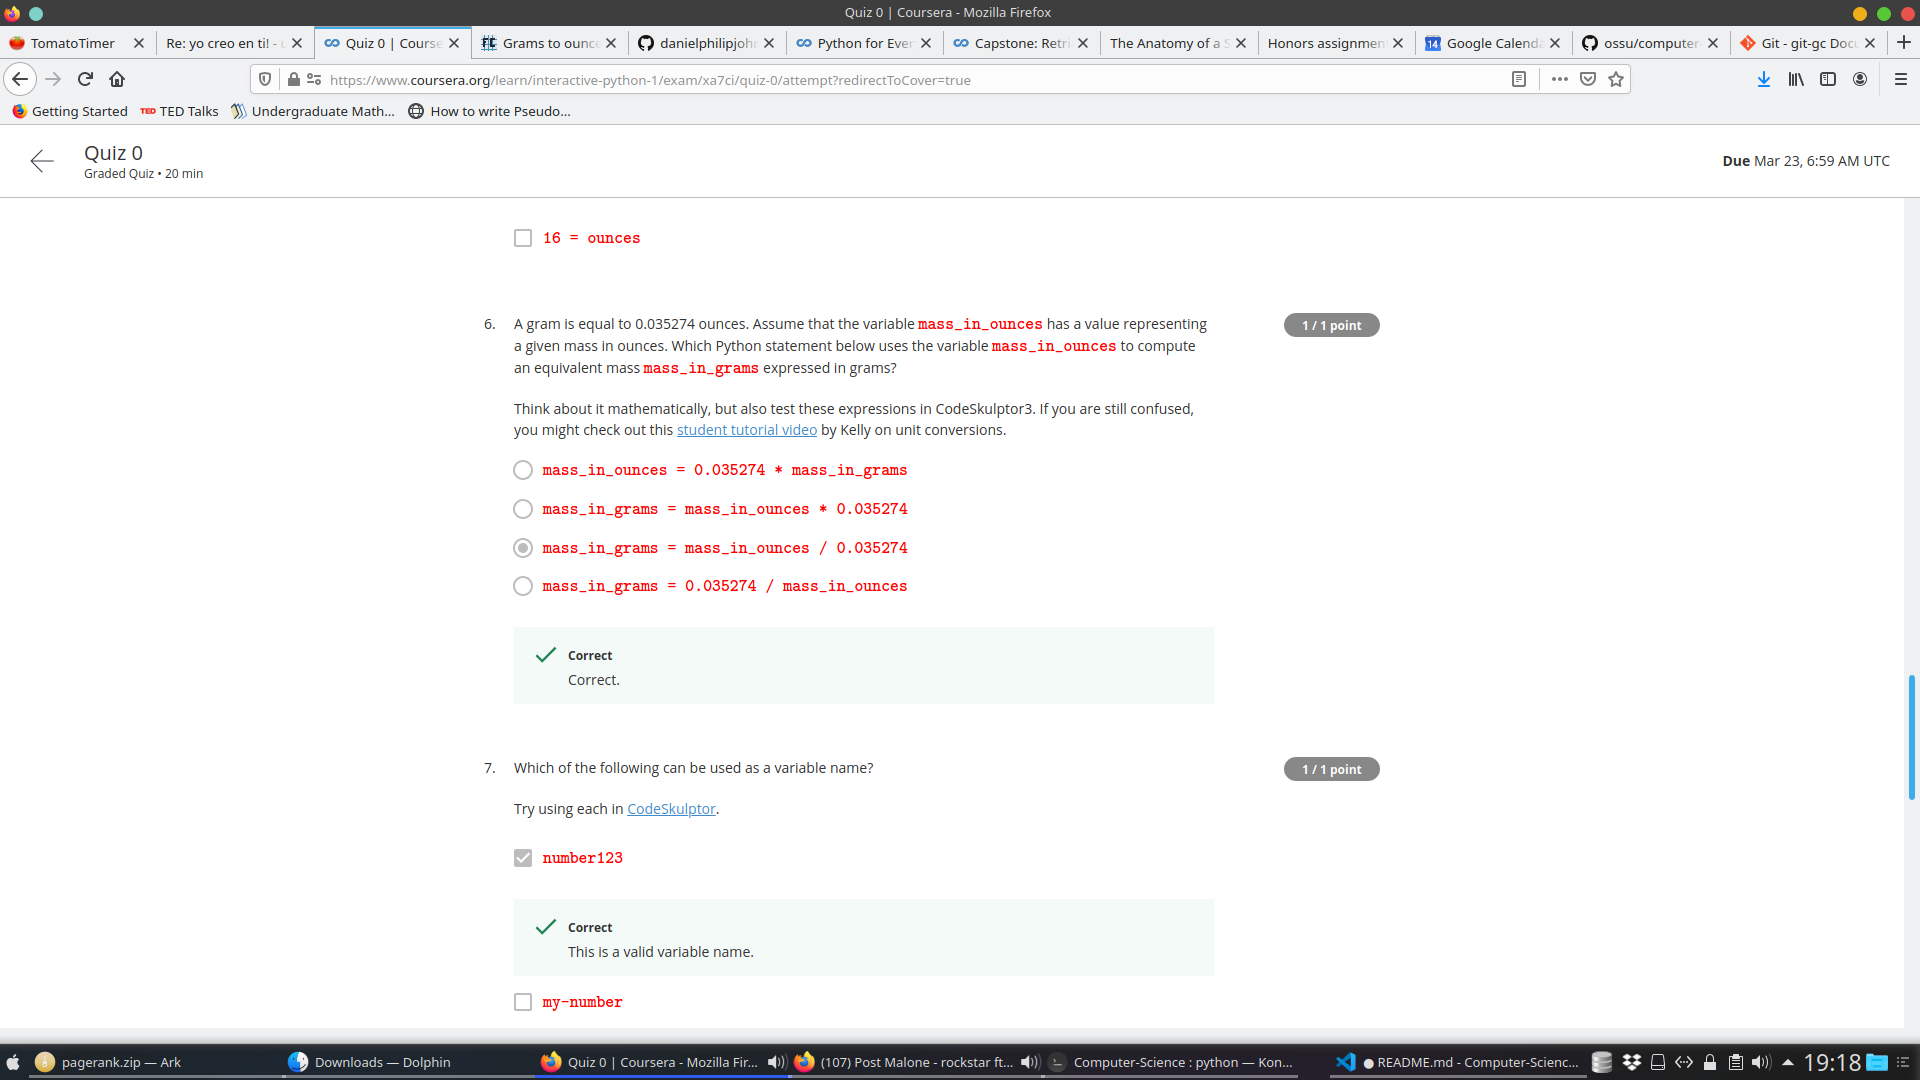 Quiz 0 | Coursera - Mozilla Firefox
TomatoTimer
Re: yo creo en ti! -
Quiz 0 | Course
Grams to ounc
danielphilipjoh
Python for Ever
Capstone: Retri
The Anatomy of a S
Honors assignmen
Google Calenda
ossu/computer
Git - git-gc Docu
https://www.coursera.org/learn/interactive-python-1/exam/xa7ci/quiz-0/attempt?redirectToCover=true
Getting Started
TED TED Talks
Undergraduate Math...
How to write Pseudo...
Quiz 0
Graded Quiz • 20 min
Due Mar 23, 6:59 AM UTC
16 = ounces
6. A gram is equal to 0.035274 ounces. Assume that the variable mass_in_ounces has a value representing
a given mass in ounces. Which Python statement below uses the variable mass_in_ounces to compute
an equivalent mass mass_in_grams expressed in grams?
1 / 1 point
Think about it mathematically, but also test these expressions in CodeSkulptor3. If you are still confused,
you might check out this student tutorial video by Kelly on unit conversions.
mass_in_ounces = 0.035274 * mass_in_grams
mass_in_grams = mass_in_ounces * 0.035274
mass_in_grams = mass_in_ounces / 0.035274
mass_in_grams = 0.035274 / mass_in_ounces
Correct
Correct.
7. Which of the following can be used as a variable name?
1 / 1 point
Try using each in CodeSkulptor.
number123
Correct
This is a valid variable name.
my-number
pagerank.zip — Ark
Downloads — Dolphin
Quiz 0 | Coursera - Mozilla Fir...
(107) Post Malone - rockstar ft...
Computer-Science : python — Kon...
● README.md - Computer-Scienc...
19:18